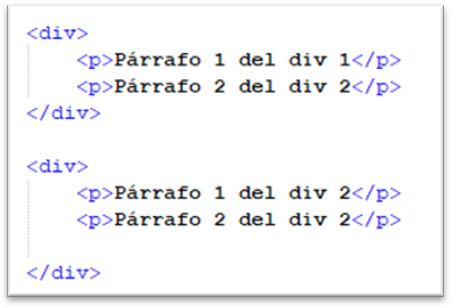 <div>
<p>Párrafo 1 del div 1</p>
<p>Párrafo 2 del div 2</p>
</div>
<div>
<p>Párrafo 1 del div 2</p>
<p>Párrafo 2 del div 2</p>
</div>